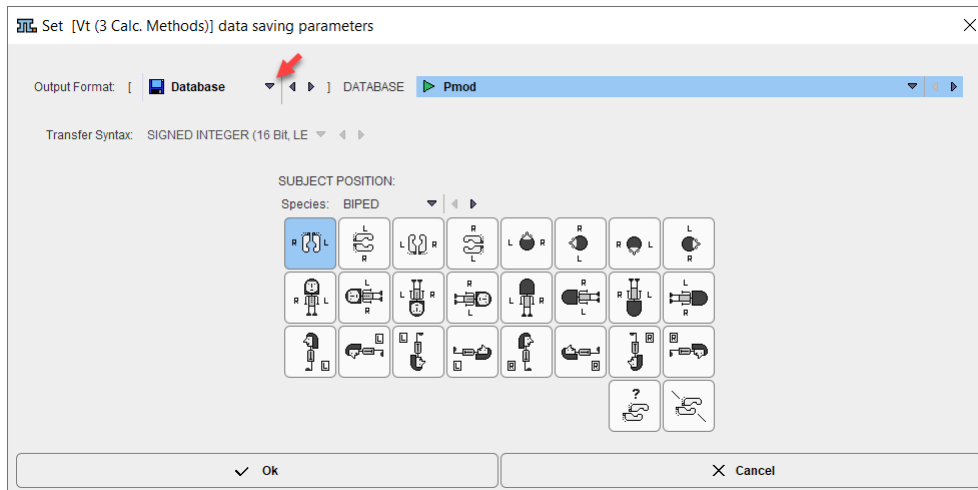 Set [Vt (3 Calc. Methods)] data saving parameters
Output Format: [ Database ] DATABASE Pmod
Transfer Syntax: SIGNED INTEGER (16 Bit, LE
SUBJECT POSITION:
Species: BIPED
R L L R L R R L L R R L R L L R
R L L R L R R L L R R L R L L R
L L L L R R R R
?
Ok Cancel